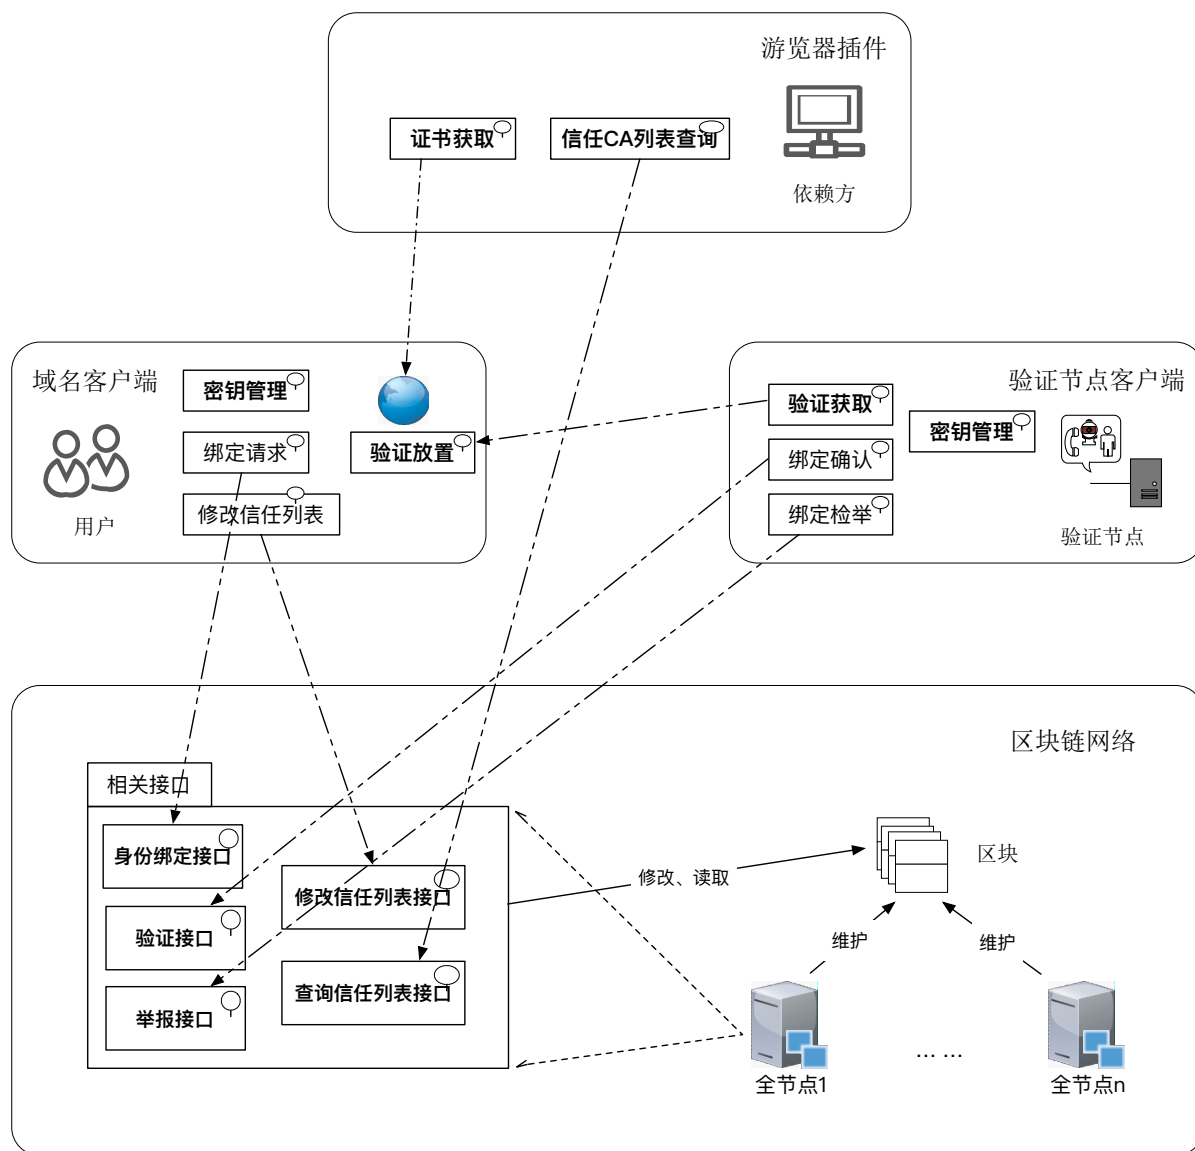 游览器插件
证书获取
信任CA列表查询
依赖方
域名客户端
密钥管理
绑定请求
修改信任列表
验证放置
用户
验证节点客户端
验证获取
密钥管理
绑定确认
绑定检举
验证节点
区块链网络
相关接口
身份绑定接口
修改信任列表接口
验证接口
查询信任列表接口
举报接口
修改、读取
区块
维护
维护
全节点1
... ...
全节点n